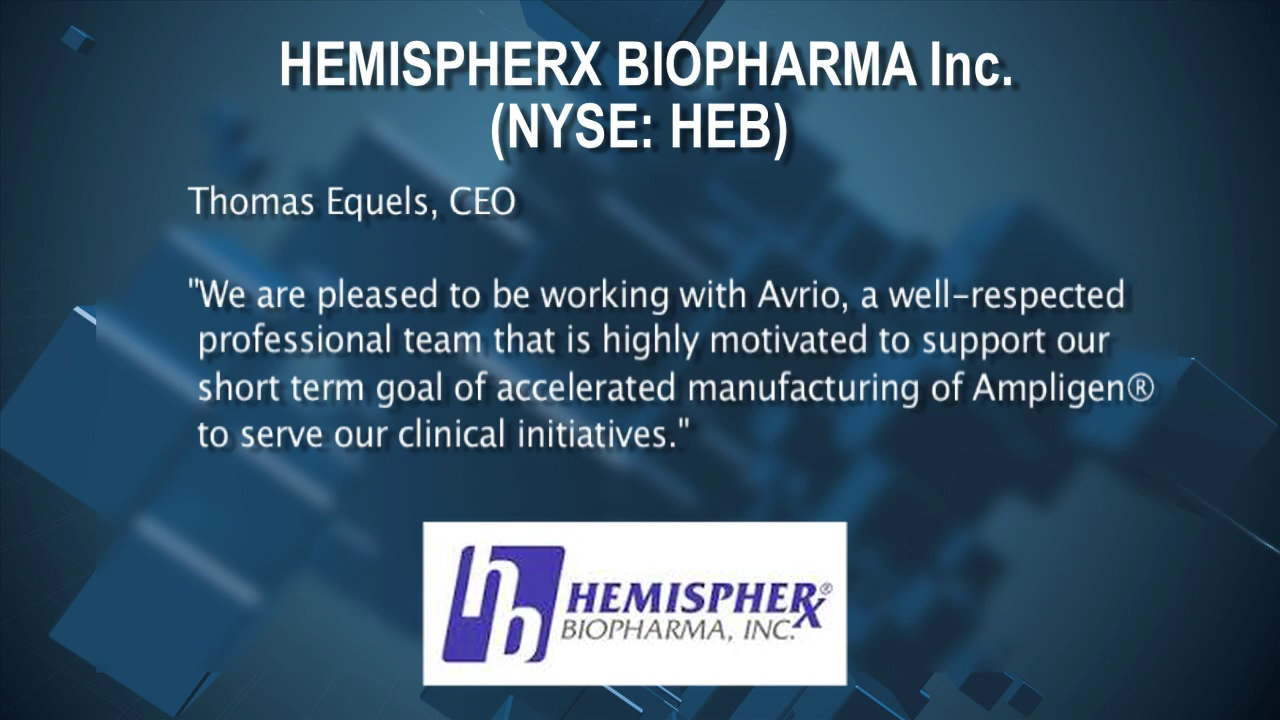 HEMISPHERX BIOPHARMA Inc.
(NYSE: HEB)
Thomas Equels, CEO
"We are pleased to be working with Avrio, a well-respected
professional team that is highly motivated to support our
short term goal of accelerated manufacturing of Ampligen®
to serve our clinical initiatives."
hb
HEMISPHERX®
BIOPHARMA, INC.